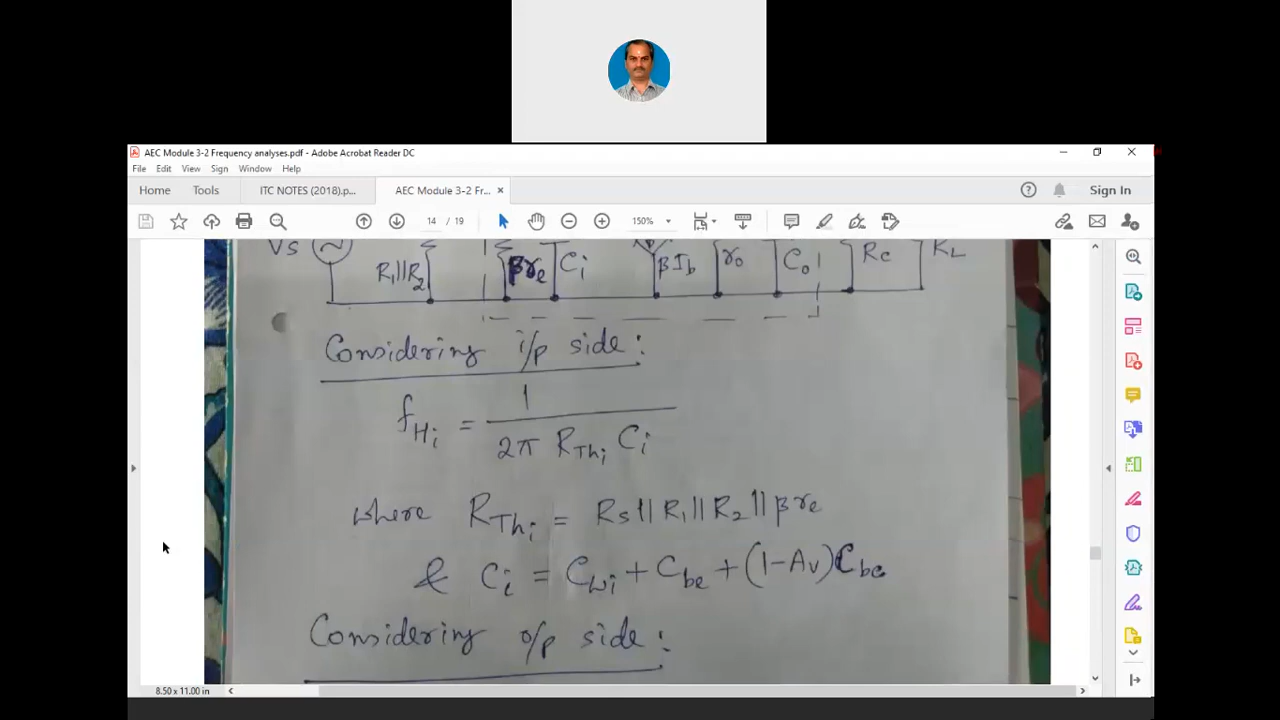 AEC Module 3-2 Frequency analyses.pdf - Adobe Acrobat Reader DC
File Edit View Sign Window Help
Home Tools ITC NOTES (2018).p... AEC Module 3-2 Fr... ×
? Sign In
14 / 19 150%
Vs R₁||R₂ βre Ci βIb ro Co Rc RL
Considering i/p side:
fHi = 1 / 2π RThi Ci
where RThi = Rs || R₁ || R₂ || βre
& Ci = Cwi + Cbe + (1-Av)Cbc
Considering o/p side:
8.50 x 11.00 in